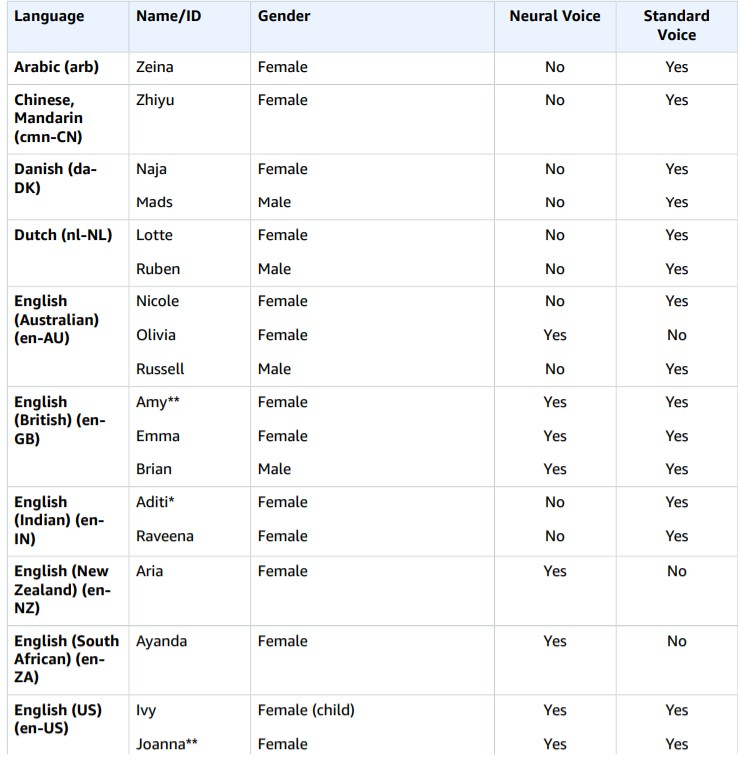 Language Name/ID Gender Neural Voice Standard Voice
Arabic (arb) Zeina Female No Yes
Chinese, Mandarin (cmn-CN) Zhiyu Female No Yes
Danish (da-DK) Naja Female No Yes
Mads Male No Yes
Dutch (nl-NL) Lotte Female No Yes
Ruben Male No Yes
English (Australian) (en-AU) Nicole Female No Yes
Olivia Female Yes No
Russell Male No Yes
English (British) (en-GB) Amy** Female Yes Yes
Emma Female Yes Yes
Brian Male Yes Yes
English (Indian) (en-IN) Aditi* Female No Yes
Raveena Female No Yes
English (New Zealand) (en-NZ) Aria Female Yes No
English (South African) (en-ZA) Ayanda Female Yes No
English (US) (en-US) Ivy Female (child) Yes Yes
Joanna** Female Yes Yes